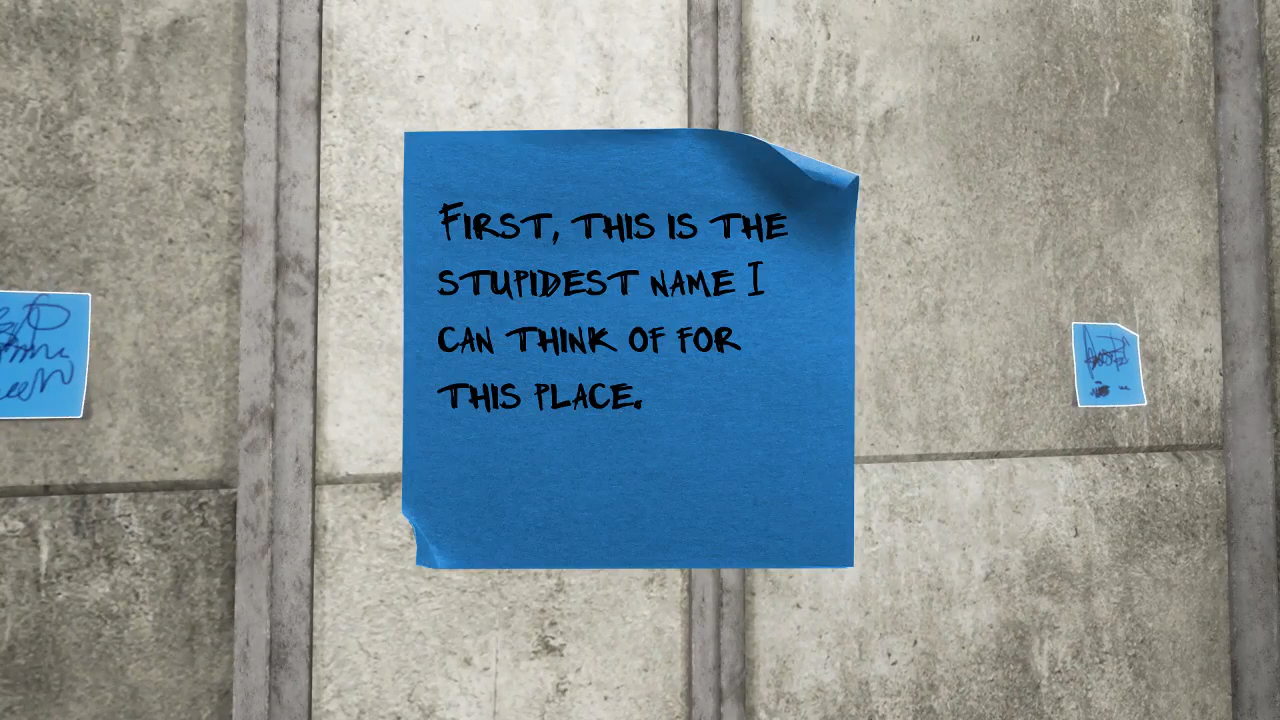 First, this is the
stupidest name I
can think of for
this place.